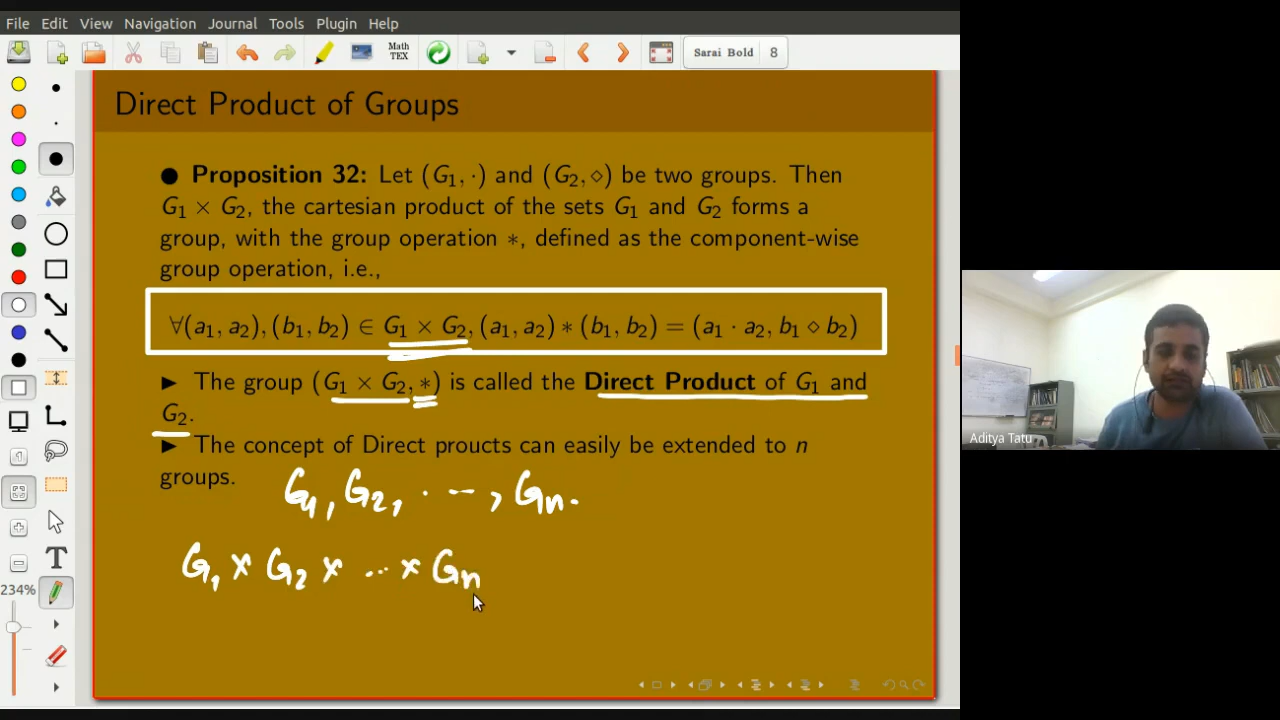 File Edit View Navigation Journal Tools Plugin Help
Math
TEX
Sarai Bold 8
Direct Product of Groups
● Proposition 32: Let (G₁, ·) and (G₂, ⋄) be two groups. Then
G₁ × G₂, the cartesian product of the sets G₁ and G₂ forms a
group, with the group operation ∗, defined as the component-wise
group operation, i.e.,
∀(a₁, a₂), (b₁, b₂) ∈ G₁ × G₂, (a₁, a₂) ∗ (b₁, b₂) = (a₁ · a₂, b₁ ⋄ b₂)
► The group (G₁ × G₂, ∗) is called the Direct Product of G₁ and
G₂.
► The concept of Direct proucts can easily be extended to n
groups.
G₁, G₂, . --, Gₙ.
G₁ × G₂ × ... × Gₙ
234%
Aditya Tatu